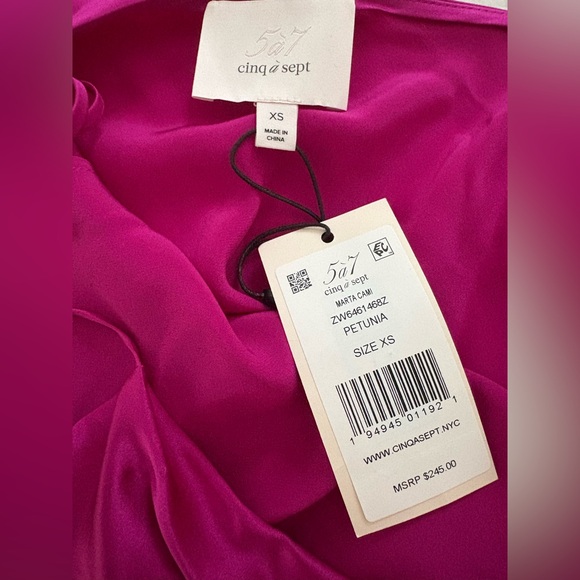 5à7
cinq à sept
XS
MADE IN
CHINA
5à7
cinq à sept
MARTA CAMI
ZW6461468Z
PETUNIA
SIZE XS
1 94945 01192 1
WWW.CINQASEPT.NYC
MSRP $245.00